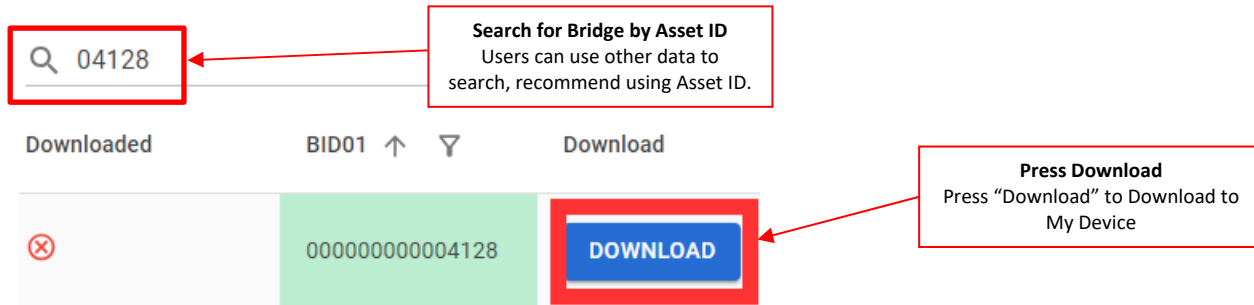 04128
Search for Bridge by Asset ID
Users can use other data to
search, recommend using Asset ID.
Downloaded BID01 Download
Press Download
Press “Download” to Download to
My Device
000000000004128 DOWNLOAD